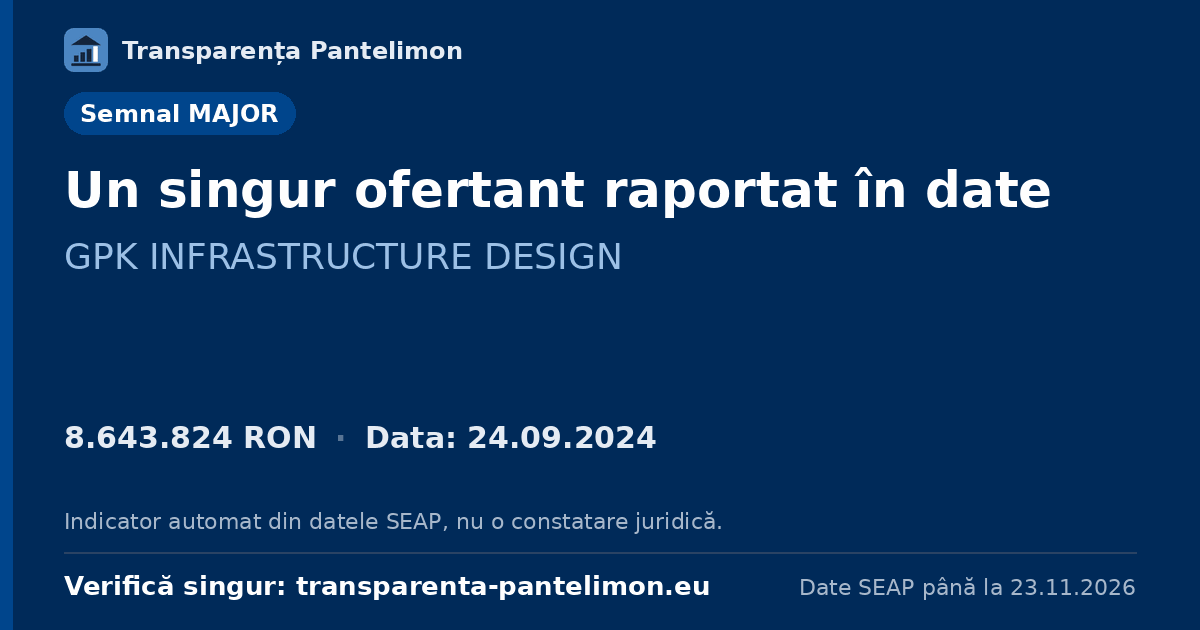 Transparența Pantelimon
Semnal MAJOR
Un singur ofertant raportat în date
GPK INFRASTRUCTURE DESIGN
8.643.824 RON · Data: 24.09.2024
Indicator automat din datele SEAP, nu o constatare juridică.
Verifică singur: transparenta-pantelimon.eu
Date SEAP până la 23.11.2026